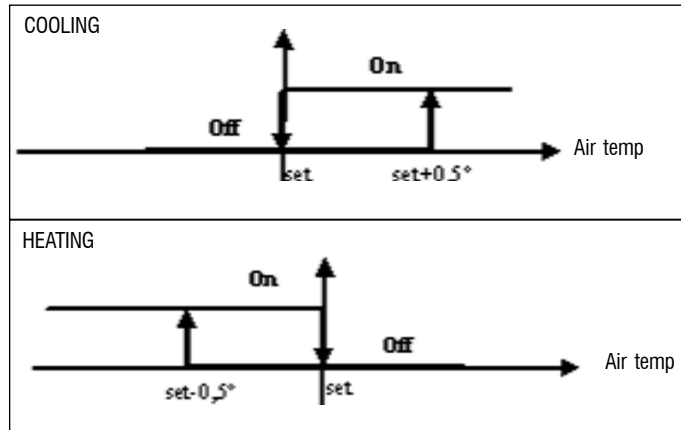 COOLING
On
Off
Air temp
set
set+0.5°
HEATING
On
Off
Air temp
set-0,5°
set